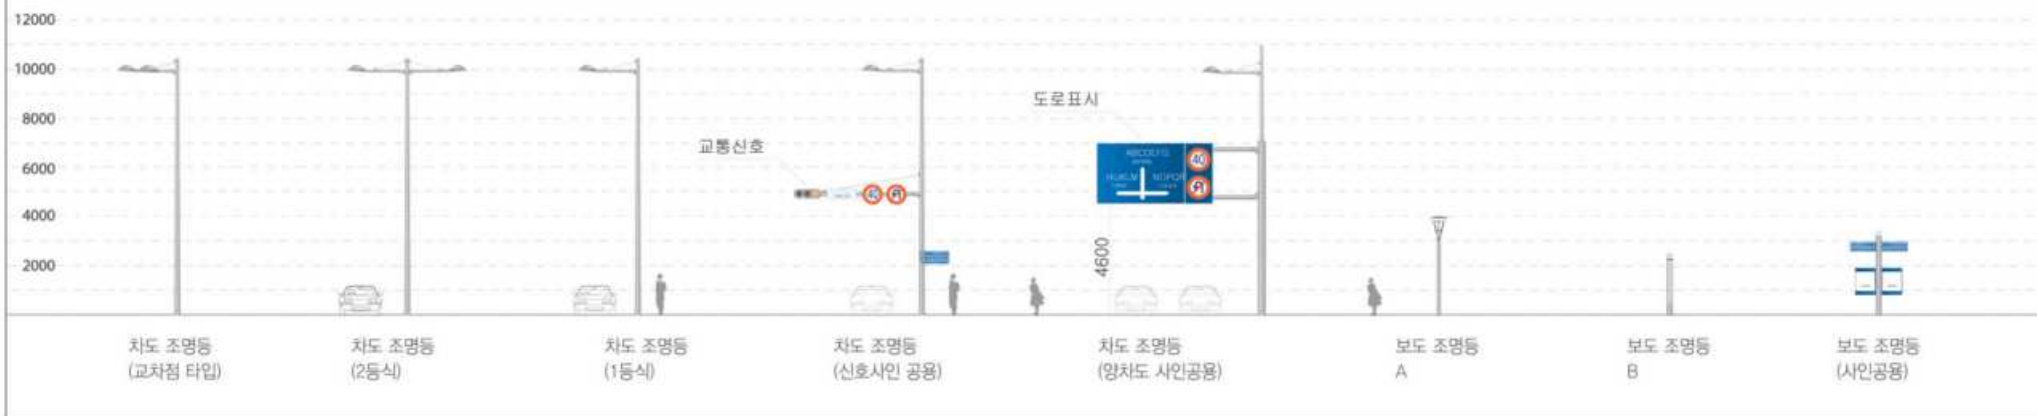 12000
10000
8000
6000
4000
2000
교통신호
도로표시
40
40
4600
차도 조명등
(교차점 타입)
차도 조명등
(2등식)
차도 조명등
(1등식)
차도 조명등
(신호사인 공용)
차도 조명등
(양차도 사인공용)
보도 조명등
A
보도 조명등
B
보도 조명등
(사인공용)